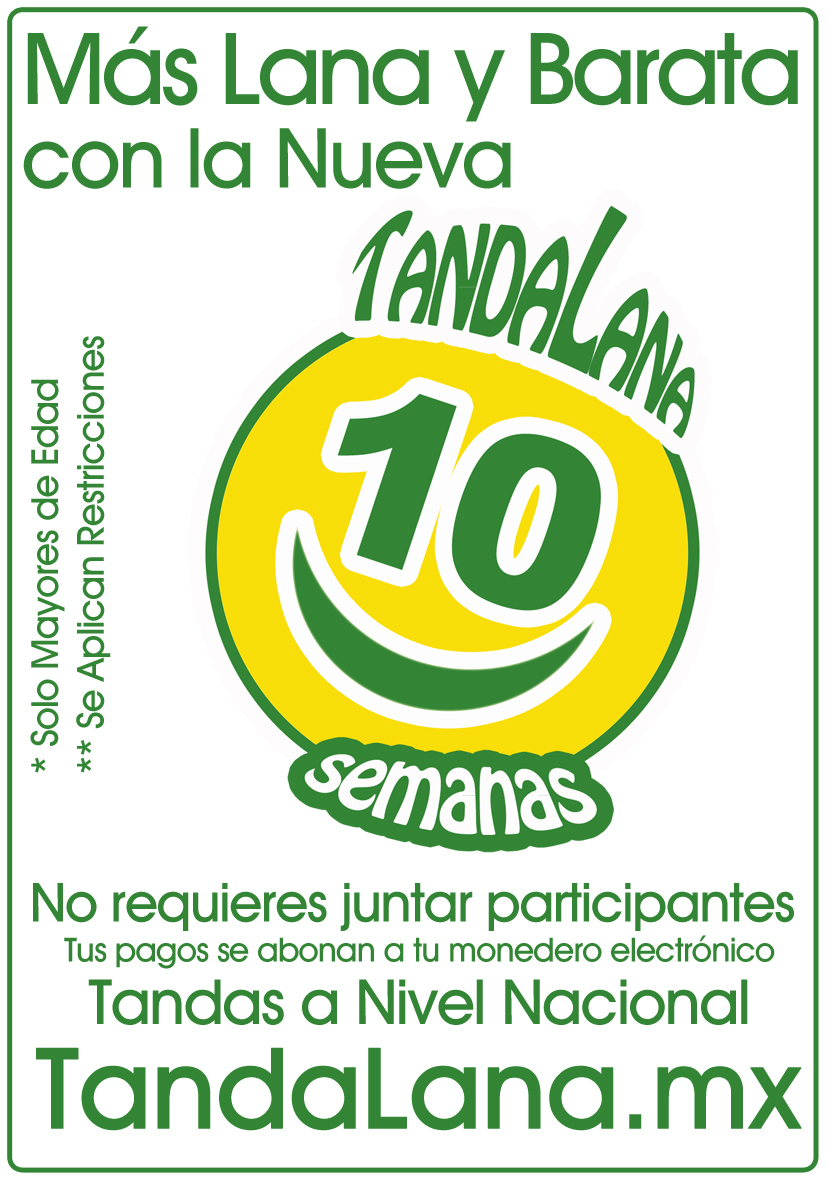 Más Lana y Barata
con la Nueva
TANDALANA
10
semanas
* Solo Mayores de Edad
** Se Aplican Restricciones
No requieres juntar participantes
Tus pagos se abonan a tu monedero electrónico
Tandas a Nivel Nacional
TandaLana.mx